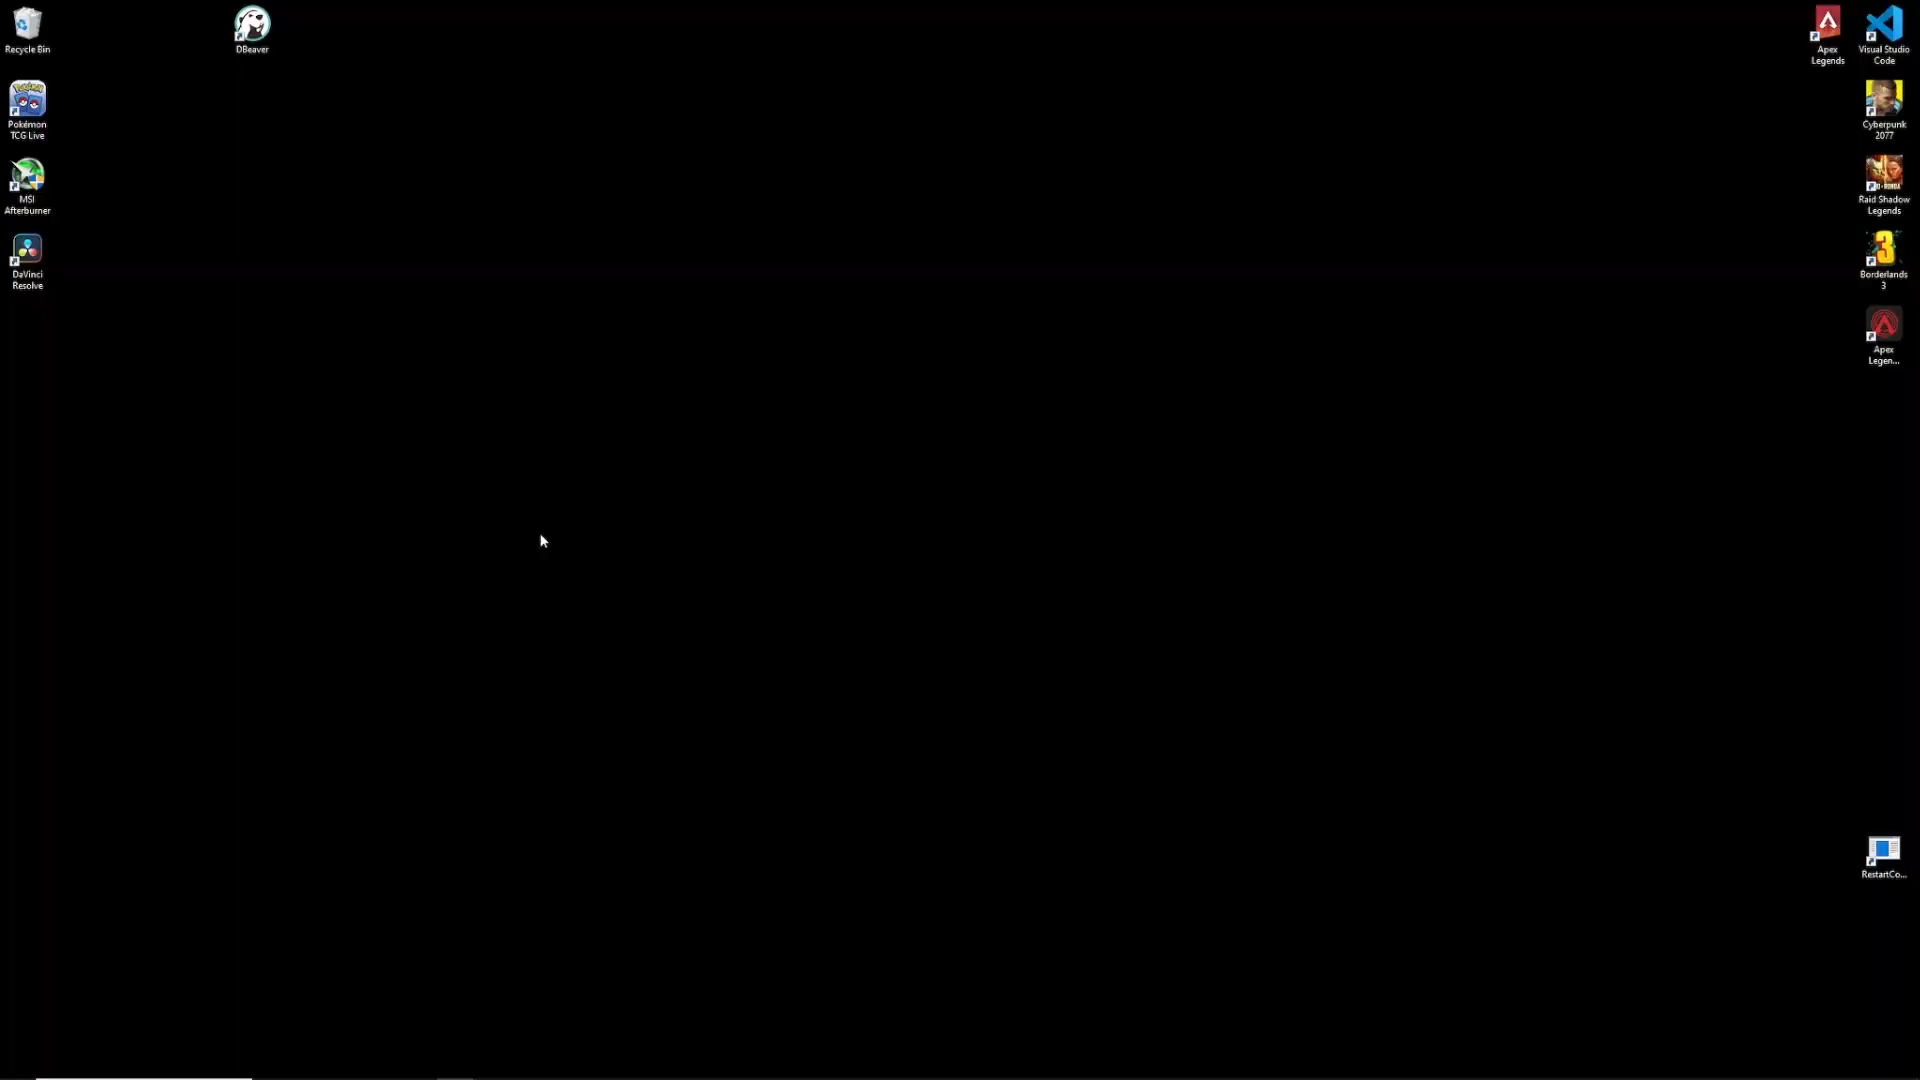 Recycle Bin
DBeaver
Apex
Legends
Visual Studio
Code
Pokémon
TCG Live
Cyberpunk
2077
MSI
Afterburner
Raid Shadow
Legends
DaVinci
Resolve
3
Borderlands
3
Apex
Legen...
RestartCo...